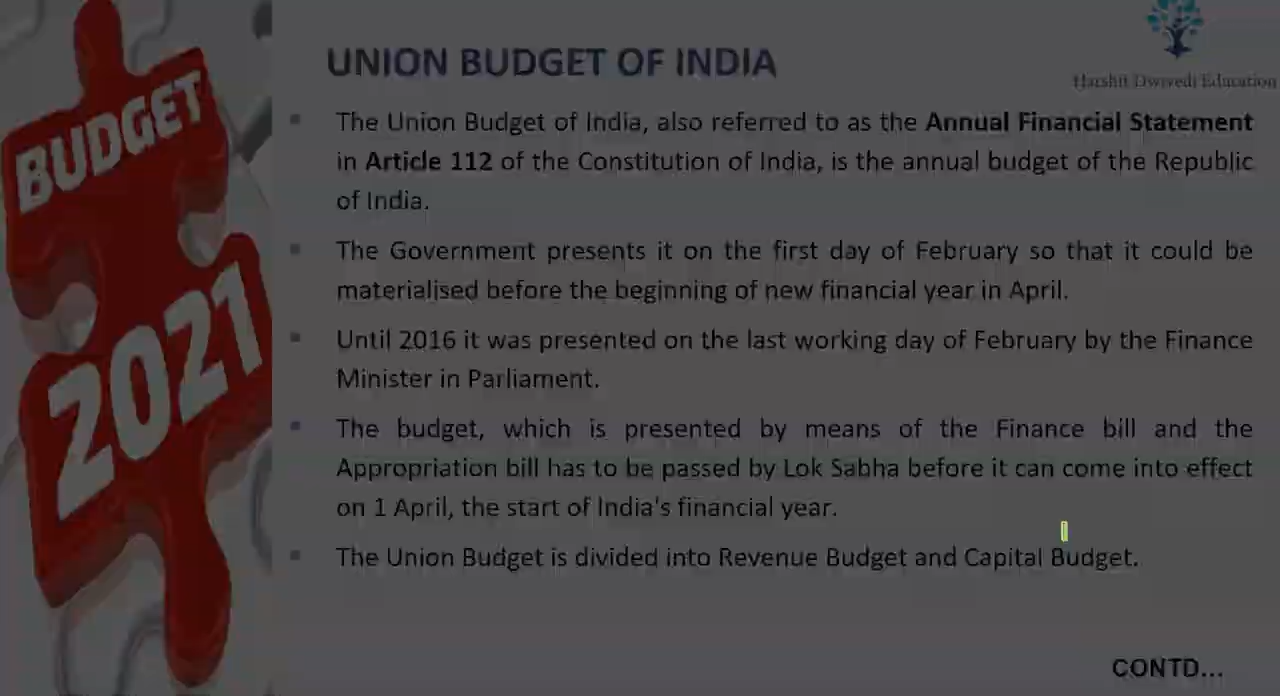 BUDGET
2021
UNION BUDGET OF INDIA
Harshit Dwivedi Education
The Union Budget of India, also referred to as the Annual Financial Statement
in Article 112 of the Constitution of India, is the annual budget of the Republic
of India.
The Government presents it on the first day of February so that it could be
materialised before the beginning of new financial year in April.
Until 2016 it was presented on the last working day of February by the Finance
Minister in Parliament.
The budget, which is presented by means of the Finance bill and the
Appropriation bill has to be passed by Lok Sabha before it can come into effect
on 1 April, the start of India's financial year.
The Union Budget is divided into Revenue Budget and Capital Budget.
CONTD...